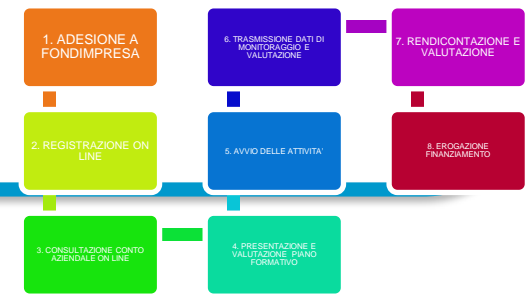 1. ADESIONE A
FONDIMPRESA
2. REGISTRAZIONE ON
LINE
3. CONSULTAZIONE CONTO
AZIENDALE ON LINE
4. PRESENTAZIONE E
VALUTAZIONE PIANO
FORMATIVO
5. AVVIO DELLE ATTIVITA'
6. TRASMISSIONE DATI DI
MONITORAGGIO E
VALUTAZIONE
7. RENDICONTAZIONE E
VALUTAZIONE
8. EROGAZIONE
FINANZIAMENTO